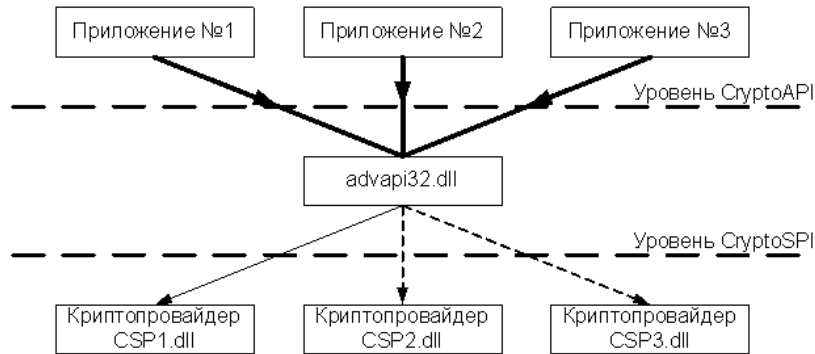 Приложение №1
Приложение №2
Приложение №3
Уровень CryptoAPI
advapi32.dll
Уровень CryptoSPI
Криптопровайдер
CSP1.dll
Криптопровайдер
CSP2.dll
Криптопровайдер
CSP3.dll